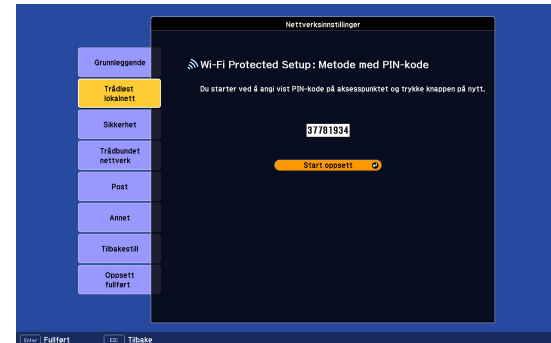 Nettverksinnstillinger
Grunnleggende
Trådløst
lokalnett
Sikkerhet
Trådbundet
nettverk
Post
Annet
Tilbakestill
Oppsett
fullført
Wi-Fi Protected Setup: Metode med PIN-kode
Du starter ved å angi vist PIN-kode på aksesspunktet og trykke knappen på nytt.
37781934
Start oppsett
Enter Fullført
ESC Tilbake